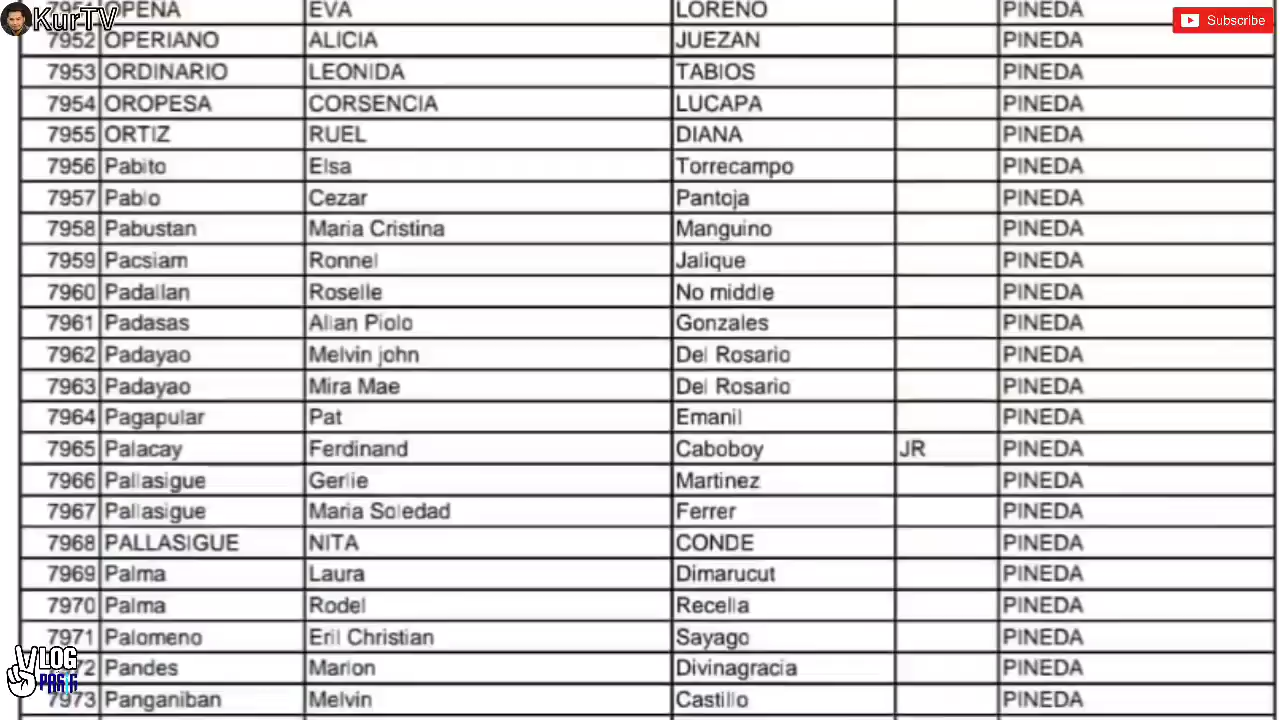 KurTV
Subscribe
7951 OPENA EVA LORENO PINEDA
7952 OPERIANO ALICIA JUEZAN PINEDA
7953 ORDINARIO LEONIDA TABIOS PINEDA
7954 OROPESA CORSENCIA LUCAPA PINEDA
7955 ORTIZ RUEL DIANA PINEDA
7956 Pabito Elsa Torrecampo PINEDA
7957 Pablo Cezar Pantoja PINEDA
7958 Pabustan Maria Cristina Manguino PINEDA
7959 Pacsiam Ronnel Jalique PINEDA
7960 Padallan Roselle No middle PINEDA
7961 Padasas Allan Piolo Gonzales PINEDA
7962 Padayao Melvin john Del Rosario PINEDA
7963 Padayao Mira Mae Del Rosario PINEDA
7964 Pagapular Pat Emanil PINEDA
7965 Palacay Ferdinand Caboboy JR PINEDA
7966 Pallasigue Gerlie Martinez PINEDA
7967 Pallasigue Maria Soledad Ferrer PINEDA
7968 PALLASIGUE NITA CONDE PINEDA
7969 Palma Laura Dimarucut PINEDA
7970 Palma Rodel Recella PINEDA
7971 Palomeno Eril Christian Sayago PINEDA
7972 Pandes Marlon Divinagracia PINEDA
7973 Panganiban Melvin Castillo PINEDA
VLOG
PASIG